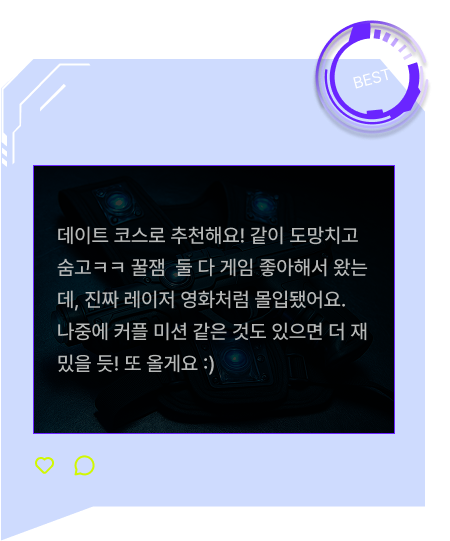 BEST
데이트 코스로 추천해요! 같이 도망치고
숨고ㅋㅋ 꿀잼  둘 다 게임 좋아해서 왔는
데, 진짜 레이저 영화처럼 몰입됐어요.
나중에 커플 미션 같은 것도 있으면 더 재
밌을 듯! 또 올게요 :)